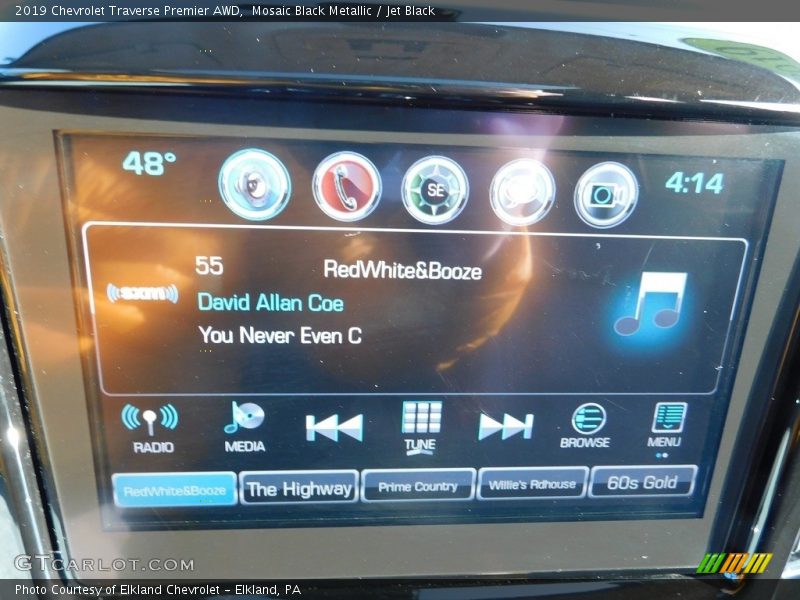 2019 Chevrolet Traverse Premier AWD,  Mosaic Black Metallic / Jet Black
48°
SE
4:14
55
RedWhite&Booze
((sxm))
David Allan Coe
You Never Even C
RADIO
MEDIA
TUNE
BROWSE
MENU
RedWhite&Booze
The Highway
Prime Country
Willie's Rdhouse
60s Gold
GTCARLOT.COM
Photo Courtesy of Elkland Chevrolet – Elkland, PA